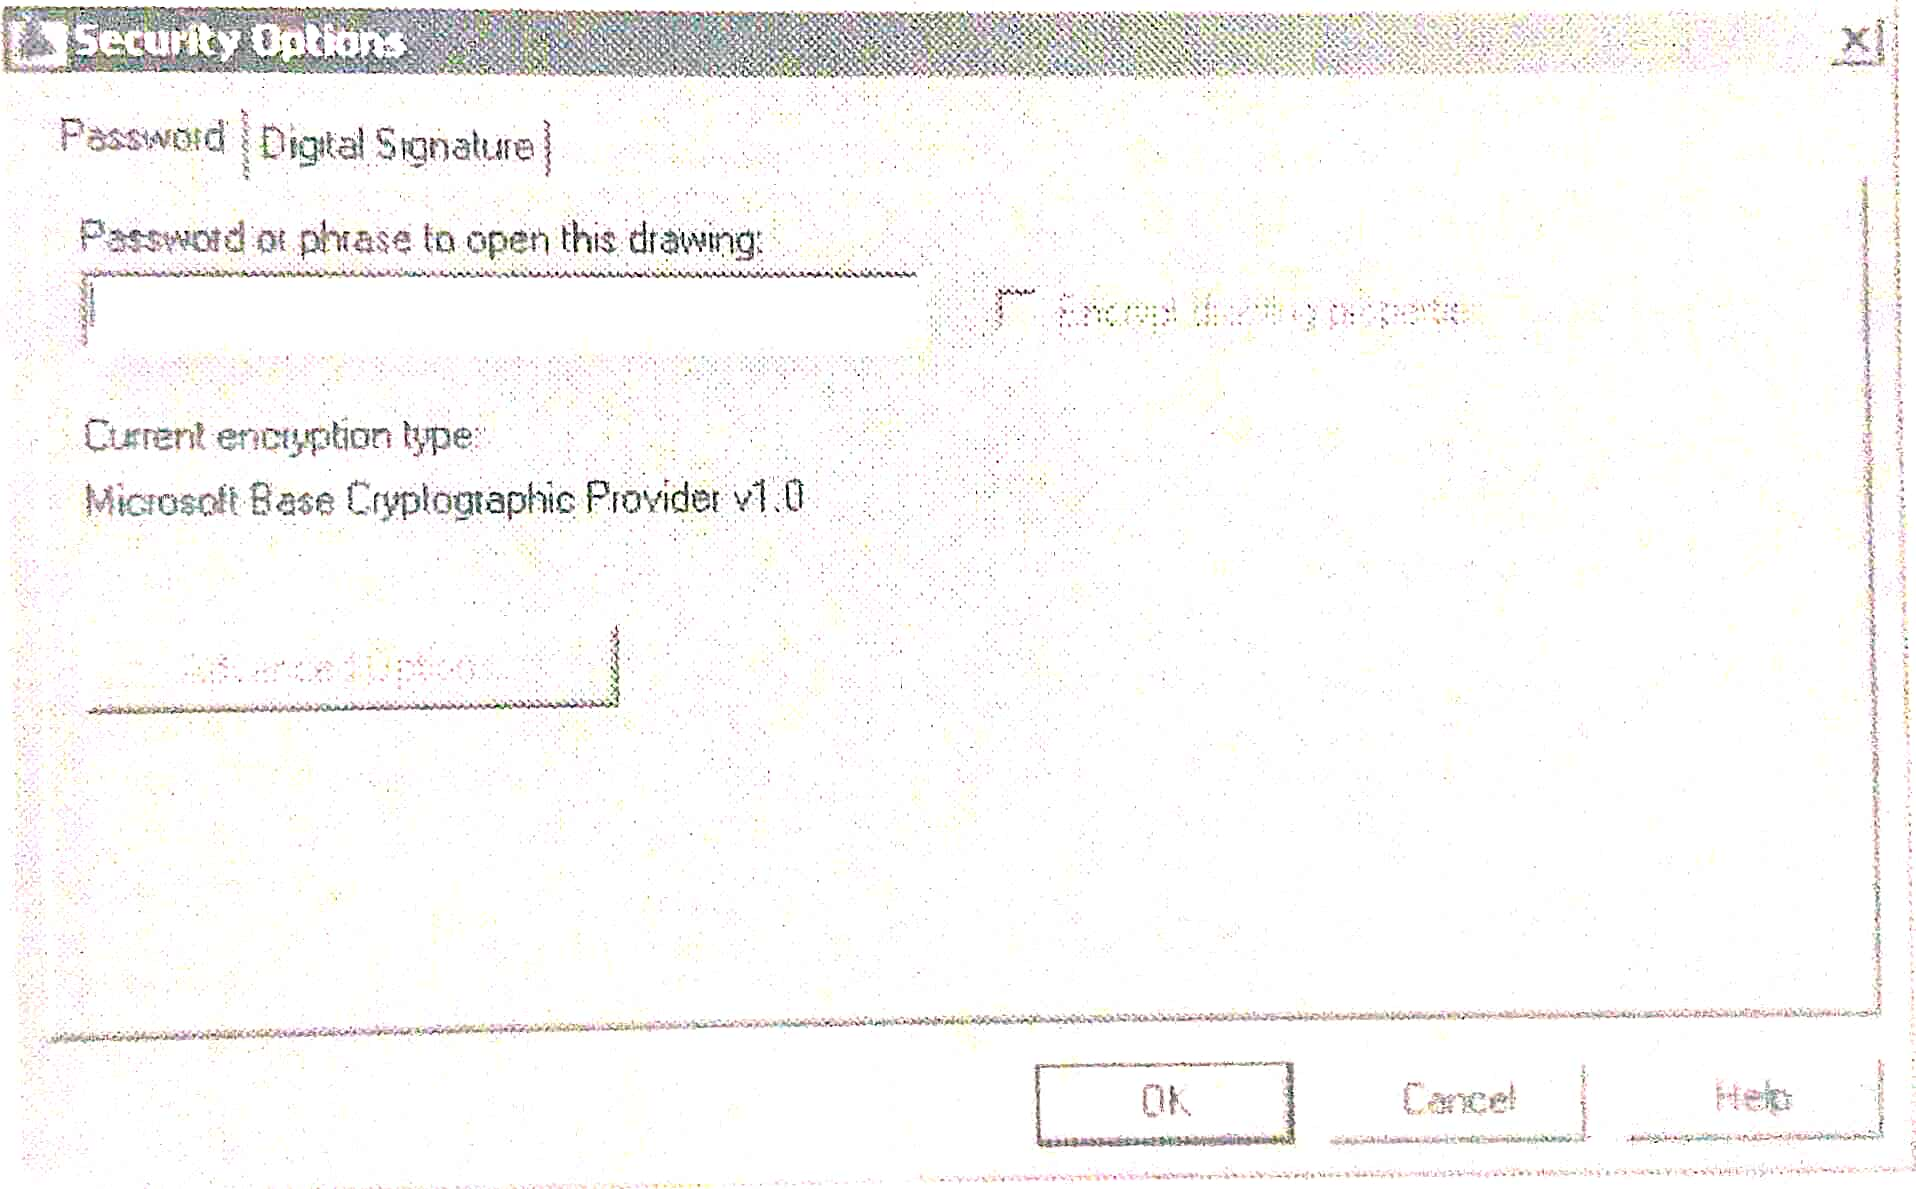 Security Options
Password
Digital Signature
Password or phrase to open this drawing:
Encrypt drawing properties
Current encryption type:
Microsoft Base Cryptographic Provider v1.0
Advanced Options...
OK
Cancel
Help